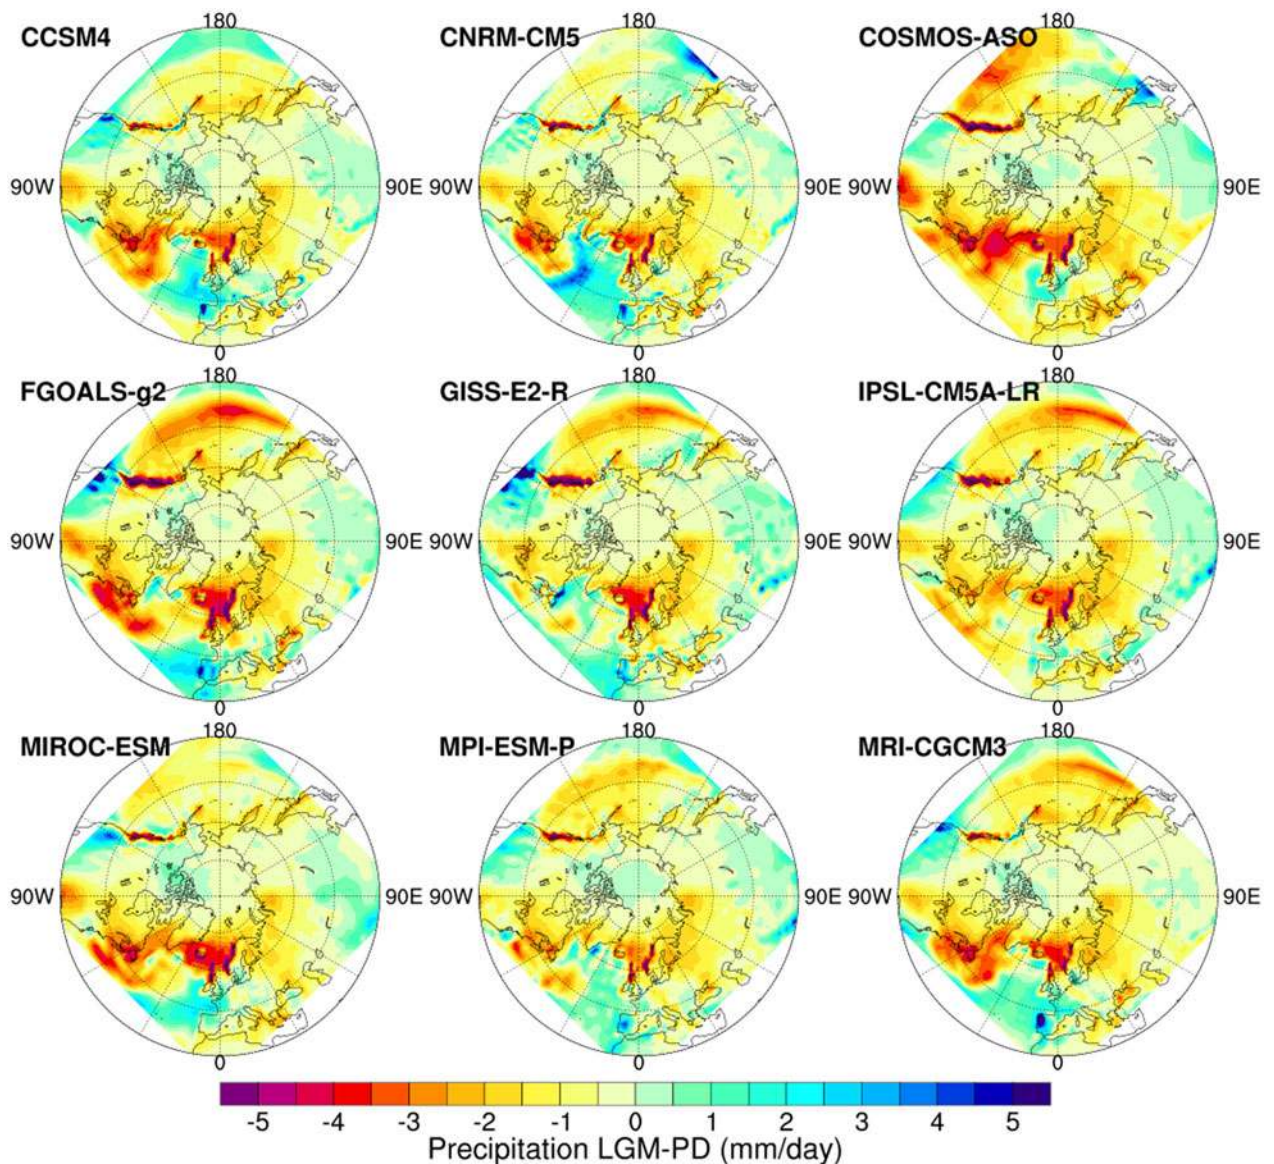 180 180 180
CCSM4 CNRM-CM5 COSMOS-ASO
90W 90E 90W 90E 90W 90E
0 0 0
180 180 180
FGOALS-g2 GISS-E2-R IPSL-CM5A-LR
90W 90E 90W 90E 90W 90E
0 0 0
180 180 180
MIROC-ESM MPI-ESM-P MRI-CGCM3
90W 90E 90W 90E 90W 90E
0 0 0
-5 -4 -3 -2 -1 0 1 2 3 4 5
Precipitation LGM-PD (mm/day)